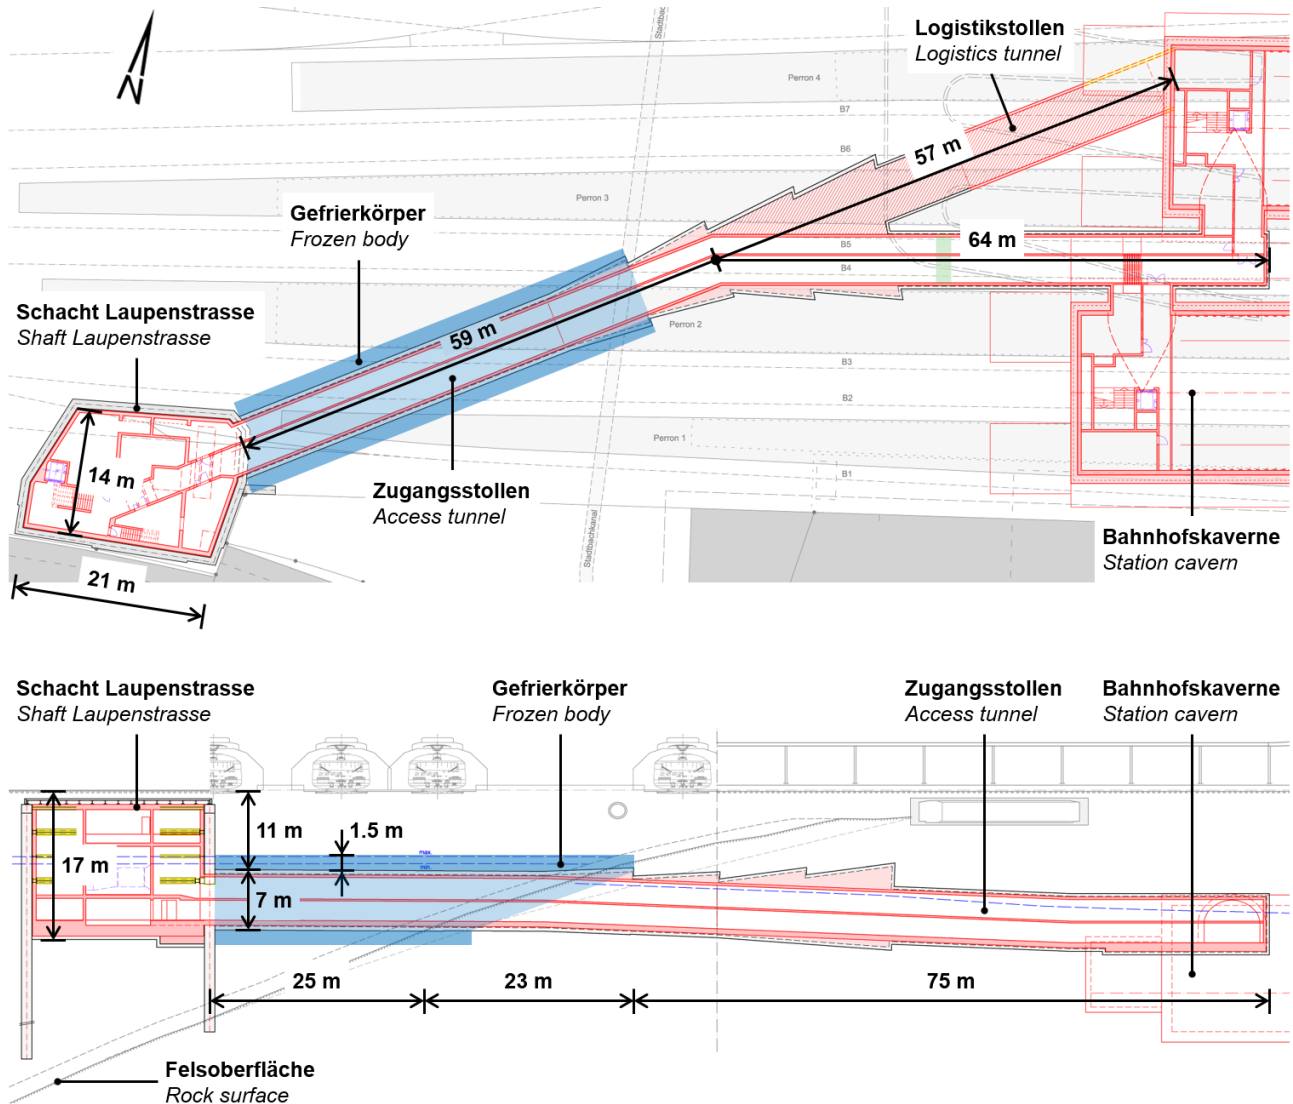 Logistikstollen
Logistics tunnel
Stadtbach
Perron 4
B7
57 m
B6
N
Perron 3
Gefrierkörper
Frozen body
64 m
B5
B4
Schacht Laupenstrasse
Shaft Laupenstrasse
59 m
Perron 2
B3
B2
Perron 1
B1
14 m
Zugangsstollen
Access tunnel
Stadtbachkanal
Bahnhofskaverne
Station cavern
21 m
Schacht Laupenstrasse
Shaft Laupenstrasse
Gefrierkörper
Frozen body
Zugangsstollen
Access tunnel
Bahnhofskaverne
Station cavern
11 m
1.5 m
max.
min.
17 m
7 m
25 m
23 m
75 m
Felsoberfläche
Rock surface